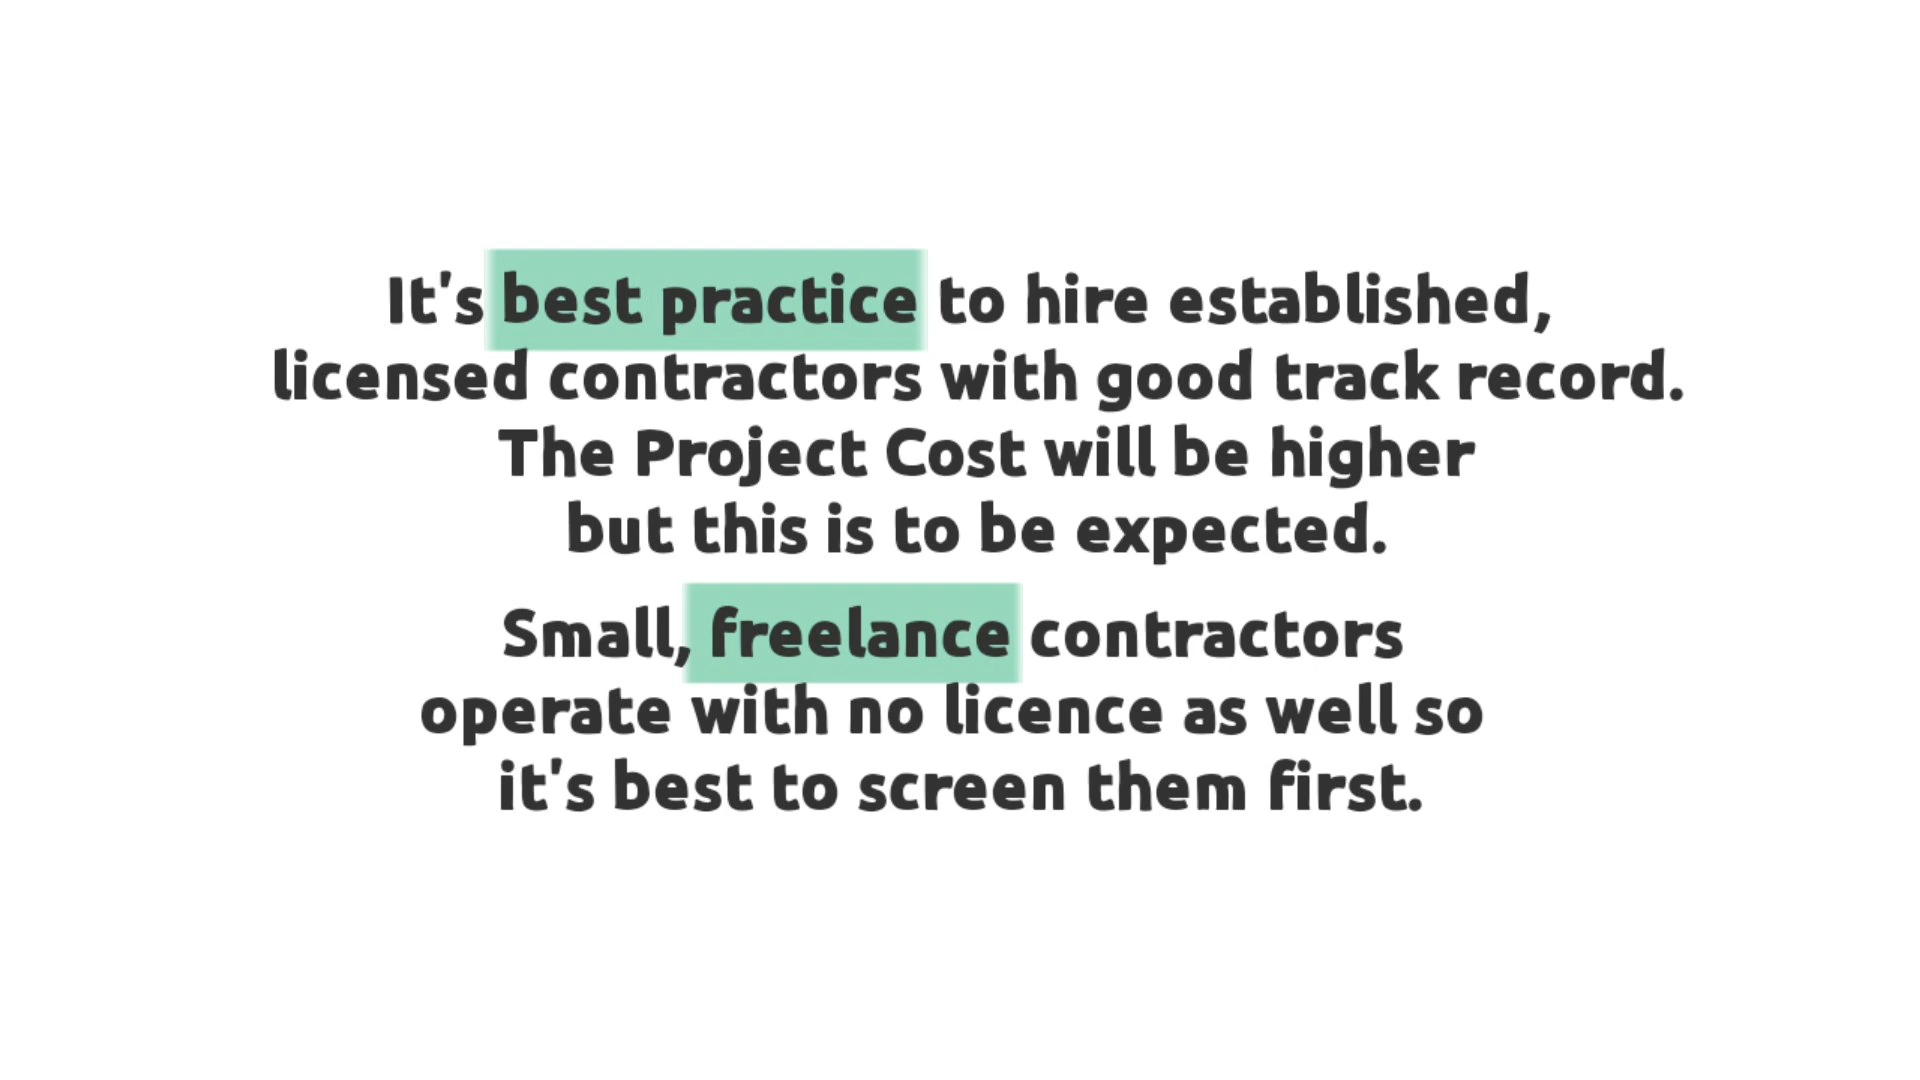 It's best practice to hire established,
licensed contractors with good track record.
The Project Cost will be higher
but this is to be expected.
Small, freelance contractors
operate with no licence as well so
it's best to screen them first.